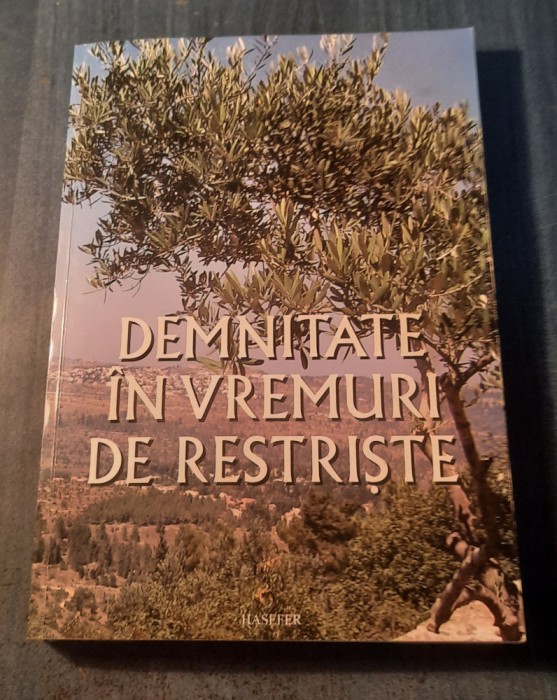 DEMNITATE
ÎN VREMURI
DE RESTRIȘTE
HASEFER